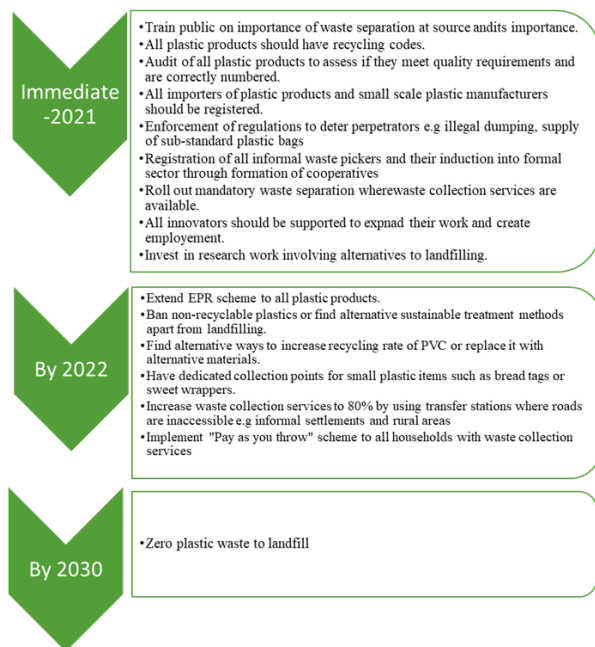 Immediate
-2021
•Train public on importance of waste separation at source andits importance.
•All plastic products should have recycling codes.
•Audit of all plastic products to assess if they meet quality requirements and
are correctly numbered.
•All importers of plastic products and small scale plastic manufacturers
should be registered.
•Enforcement of regulations to deter perpetrators e.g illegal dumping, supply
of sub-standard plastic bags
•Registration of all informal waste pickers and their induction into formal
sector through formation of cooperatives
•Roll out mandatory waste separation wherewaste collection services are
available.
•All innovators should be supported to expnad their work and create
employement.
•Invest in research work involving alternatives to landfilling.
By 2022
•Extend EPR scheme to all plastic products.
•Ban non-recyclable plastics or find alternative sustainable treatment methods
apart from landfilling.
•Find alternative ways to increase recycling rate of PVC or replace it with
alternative materials.
•Have dedicated collection points for small plastic items such as bread tags or
sweet wrappers.
•Increase waste collection services to 80% by using transfer stations where roads
are inaccessible e.g informal settlements and rural areas
•Implement "Pay as you throw" scheme to all households with waste collection
services
By 2030
•Zero plastic waste to landfill